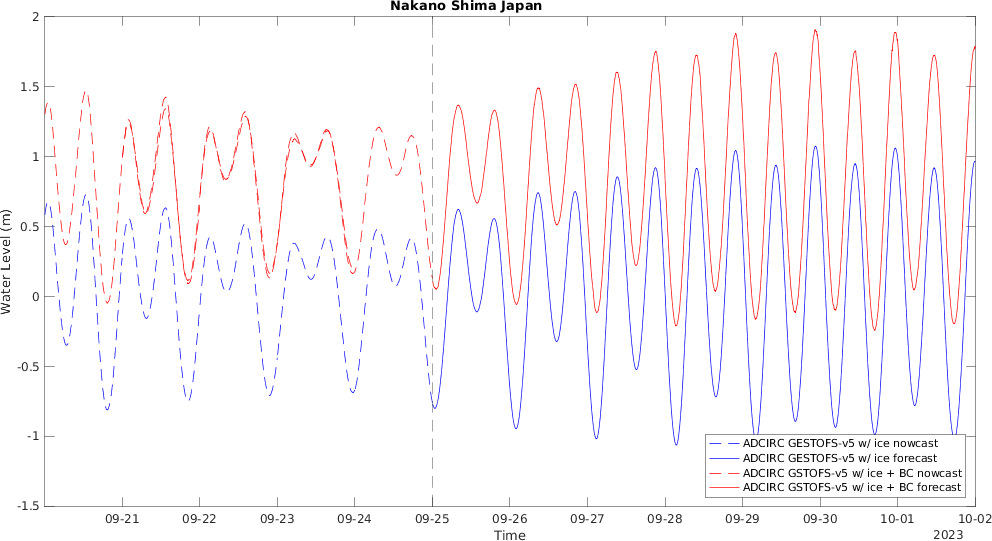 Nakano Shima Japan
2
1.5
1
0.5
0
-0.5
-1
-1.5
Water Level (m)
ADCIRC GESTOFS-v5 w/ ice nowcast
ADCIRC GESTOFS-v5 w/ ice forecast
ADCIRC GSTOFS-v5 w/ ice + BC nowcast
ADCIRC GSTOFS-v5 w/ ice + BC forecast
09-21 09-22 09-23 09-24 09-25 09-26 09-27 09-28 09-29 09-30 10-01 10-02
Time
2023